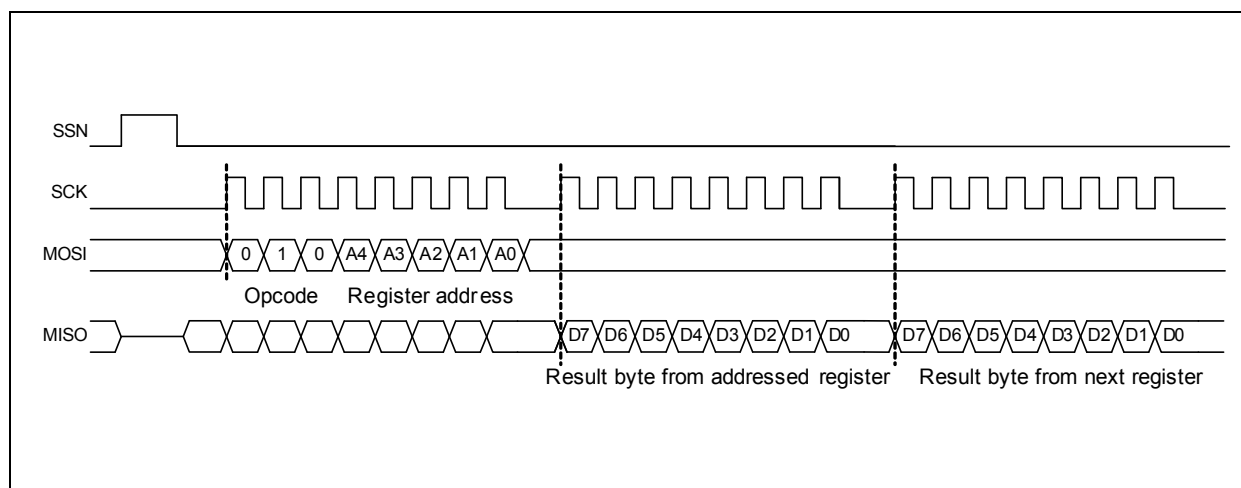 SSN
SCK
MOSI 0 1 0 A4 A3 A2 A1 A0
Opcode Register address
MISO D7 D6 D5 D4 D3 D2 D1 D0 D7 D6 D5 D4 D3 D2 D1 D0
Result byte from addressed register Result byte from next register